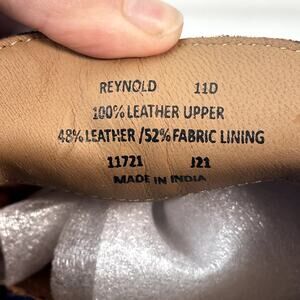 REYNOLD 11D
100% LEATHER UPPER
48% LEATHER /52% FABRIC LINING
11721 J21
MADE IN INDIA